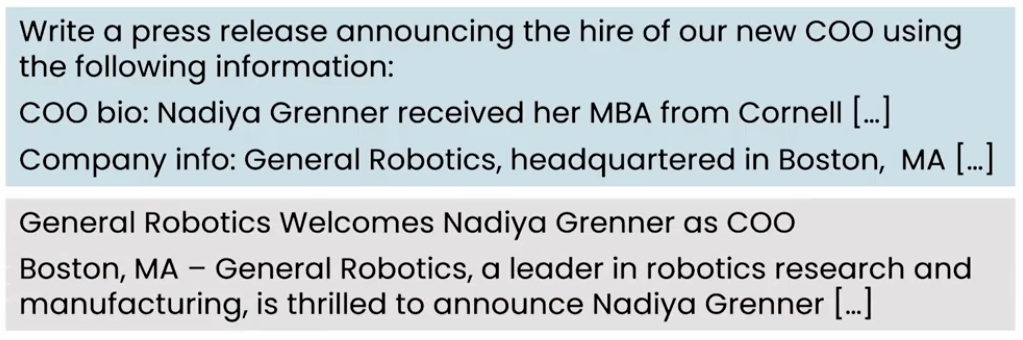 Write a press release announcing the hire of our new COO using
the following information:
COO bio: Nadiya Grenner received her MBA from Cornell [...]
Company info: General Robotics, headquartered in Boston,  MA [...]
General Robotics Welcomes Nadiya Grenner as COO
Boston, MA – General Robotics, a leader in robotics research and
manufacturing, is thrilled to announce Nadiya Grenner [...]